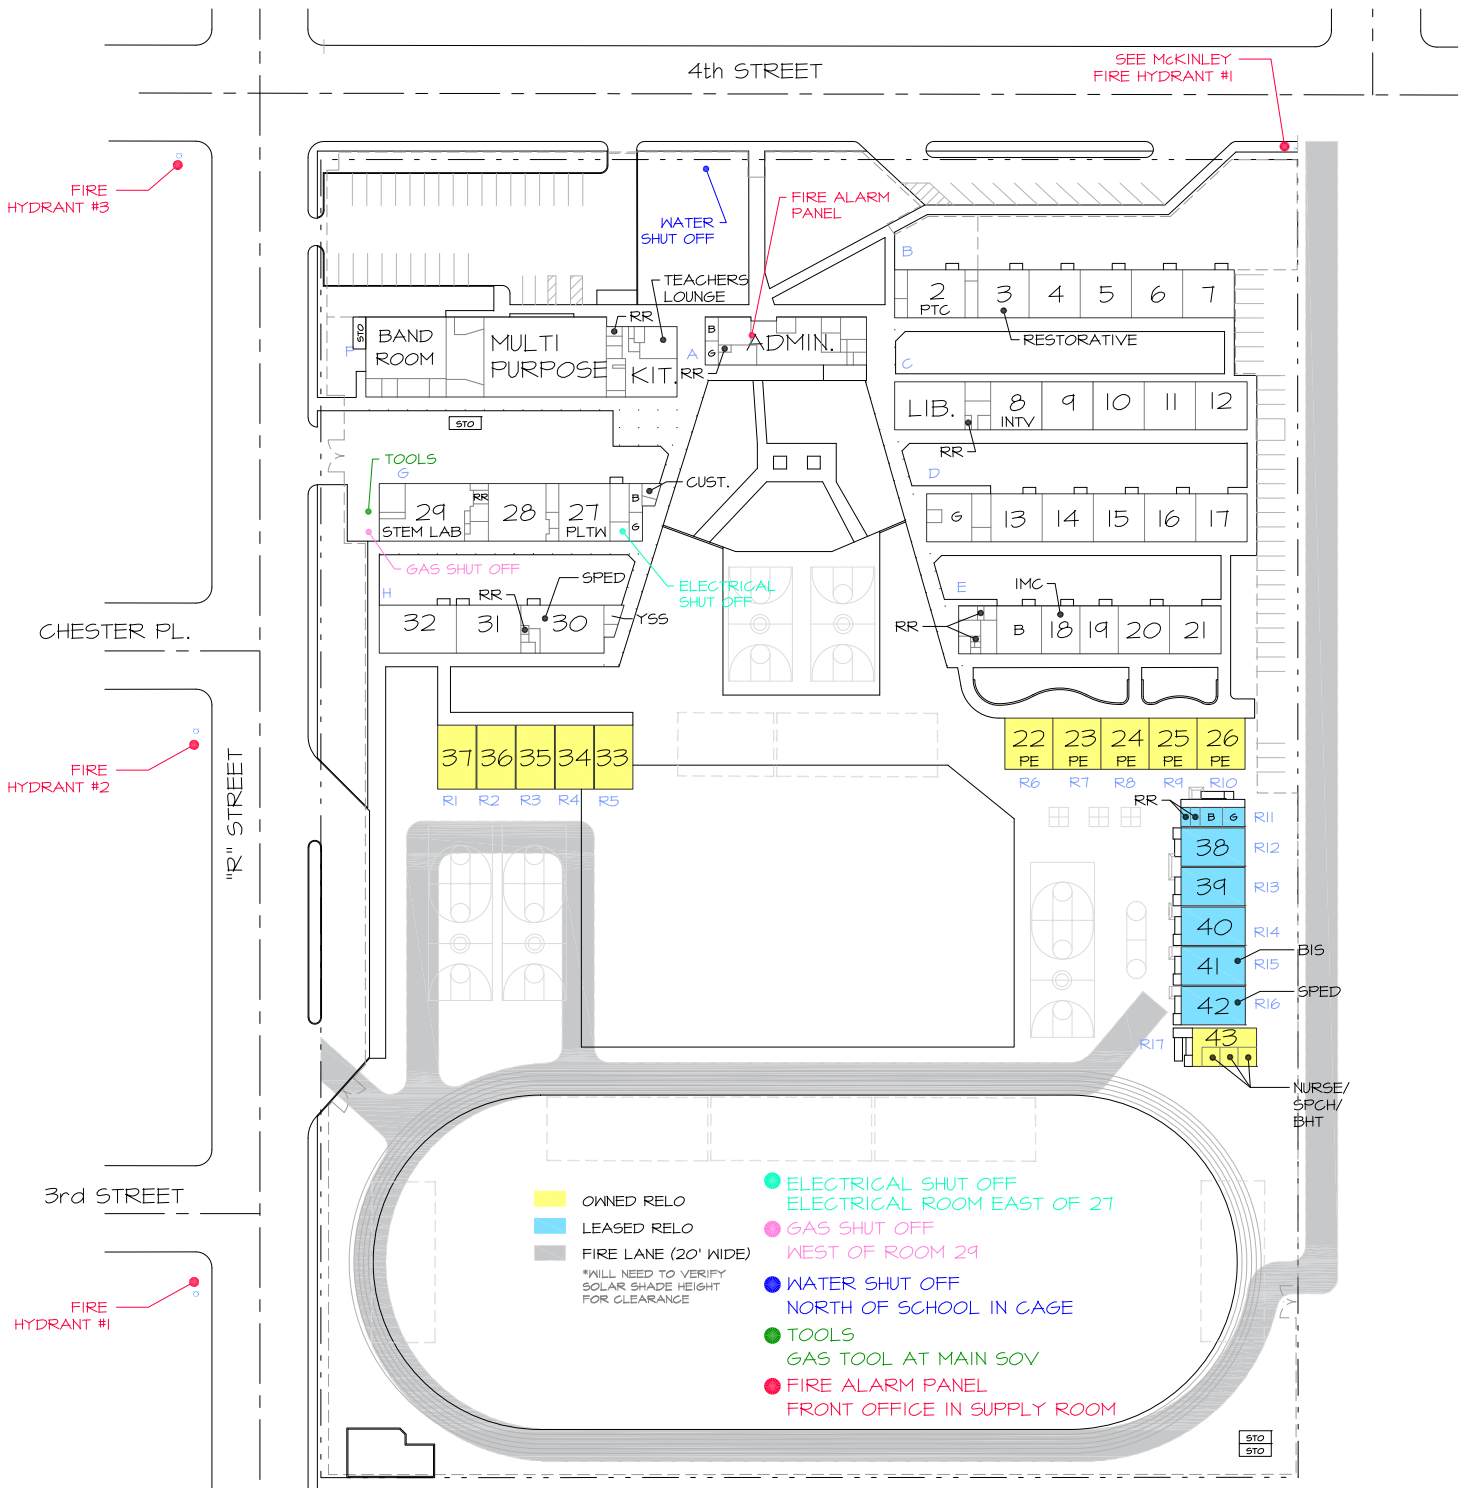 4th STREET
SEE McKINLEY
FIRE HYDRANT #1
FIRE
HYDRANT #3
WATER
SHUT OFF
FIRE ALARM
PANEL
TEACHERS
LOUNGE
RR
STO
BAND
ROOM
MULTI
PURPOSE
KIT.
F
A
B
G
RR
ADMIN.
B
2
PTC
3
4
5
6
7
RESTORATIVE
C
LIB.
8
INTV
9
10
11
12
RR
STO
TOOLS
G
29
STEM LAB
RR
28
27
PLTW
B
G
CUST.
GAS SHUT OFF
ELECTRICAL
SHUT OFF
D
G
13
14
15
16
17
H
32
31
30
RR
SPED
YSS
E
IMC
RR
B
18
19
20
21
CHESTER PL.
37
36
35
34
33
R1
R2
R3
R4
R5
22
PE
23
PE
24
PE
25
PE
26
PE
R6
R7
R8
R9
R10
FIRE
HYDRANT #2
"R" STREET
RR
B
G
R11
38
R12
39
R13
40
R14
41
R15
BIS
42
R16
SPED
R17
43
NURSE/
SPCH/
BHT
3rd STREET
FIRE
HYDRANT #1
OWNED RELO
LEASED RELO
FIRE LANE (20' WIDE)
*WILL NEED TO VERIFY
SOLAR SHADE HEIGHT
FOR CLEARANCE
ELECTRICAL SHUT OFF
ELECTRICAL ROOM EAST OF 27
GAS SHUT OFF
WEST OF ROOM 29
WATER SHUT OFF
NORTH OF SCHOOL IN CAGE
TOOLS
GAS TOOL AT MAIN SOV
FIRE ALARM PANEL
FRONT OFFICE IN SUPPLY ROOM
STO
STO